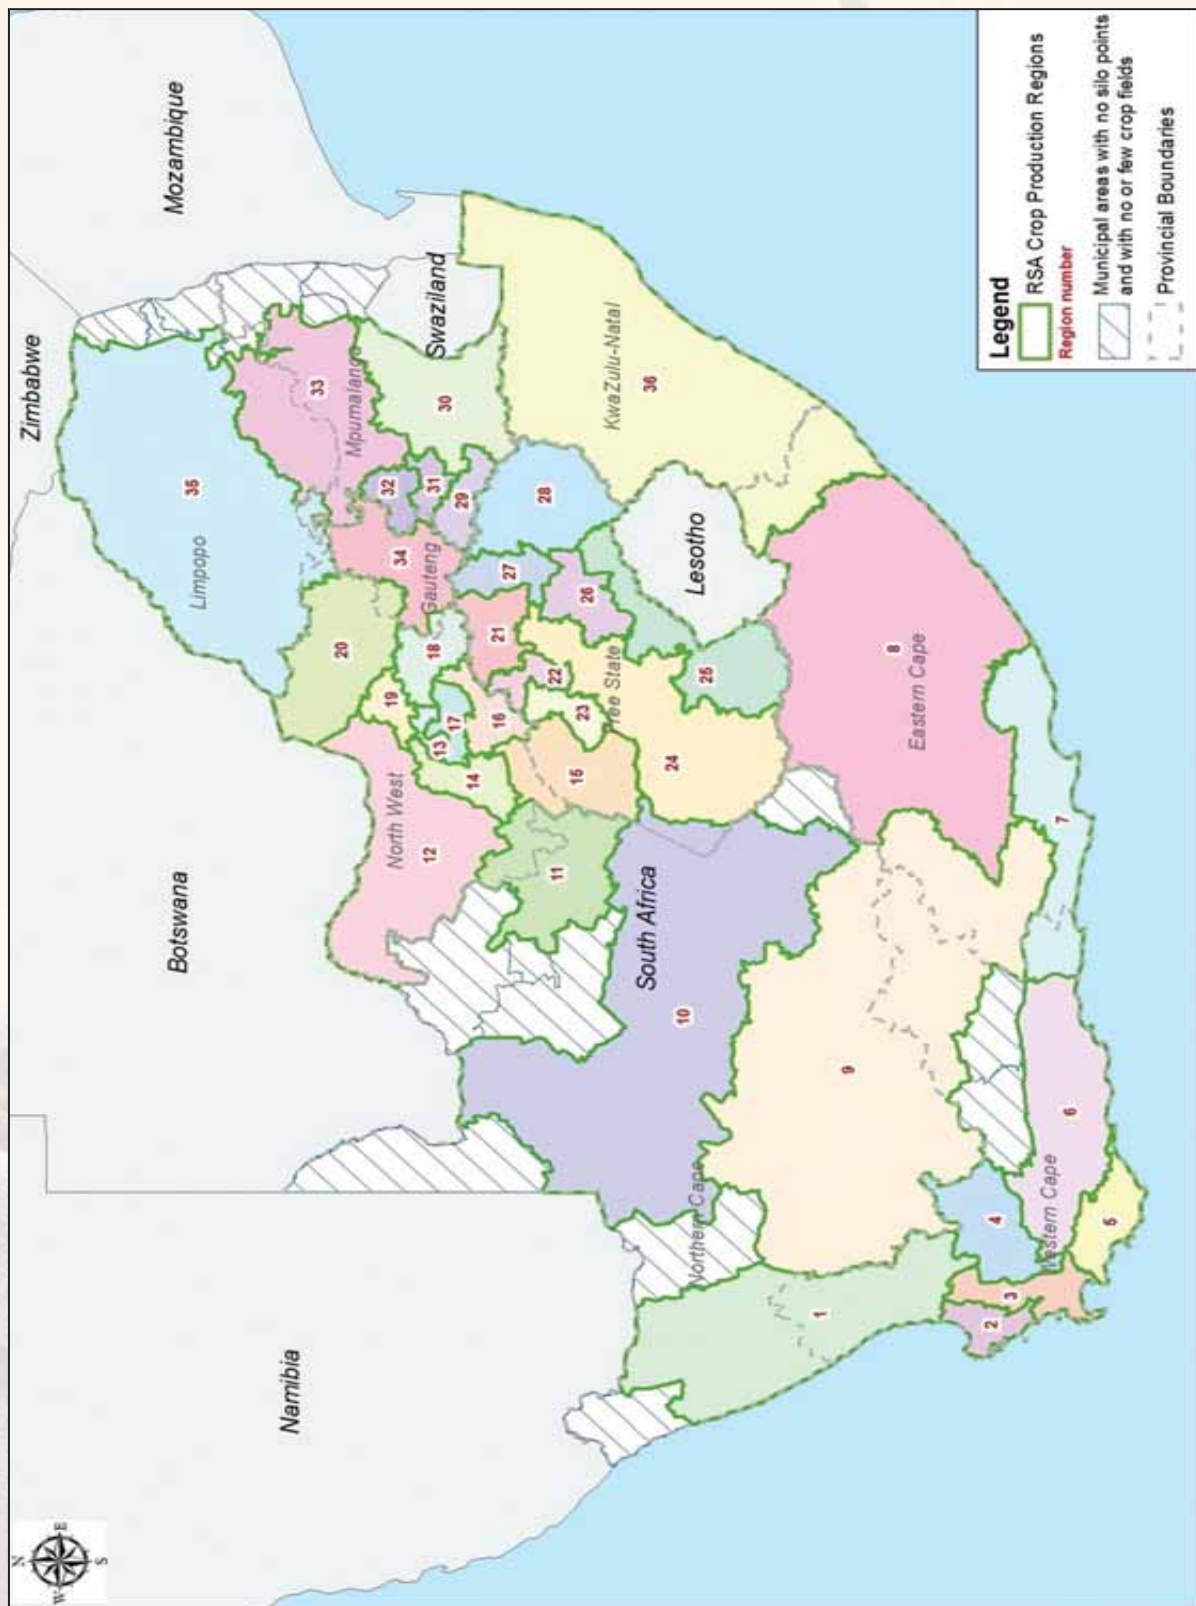 N
W
E
S
Zimbabwe
Mozambique
Botswana
Namibia
Swaziland
South Africa
Lesotho
Limpopo
Mpumalanga
Gauteng
North West
Free State
KwaZulu-Natal
Northern Cape
Eastern Cape
Western Cape
1
2
3
4
5
6
7
8
9
10
11
12
13
14
15
16
17
18
19
20
21
22
23
24
25
26
27
28
29
30
31
32
33
34
35
36
Legend
RSA Crop Production Regions
Region number
Municipal areas with no silo points
and with no or few crop fields
Provincial Boundaries